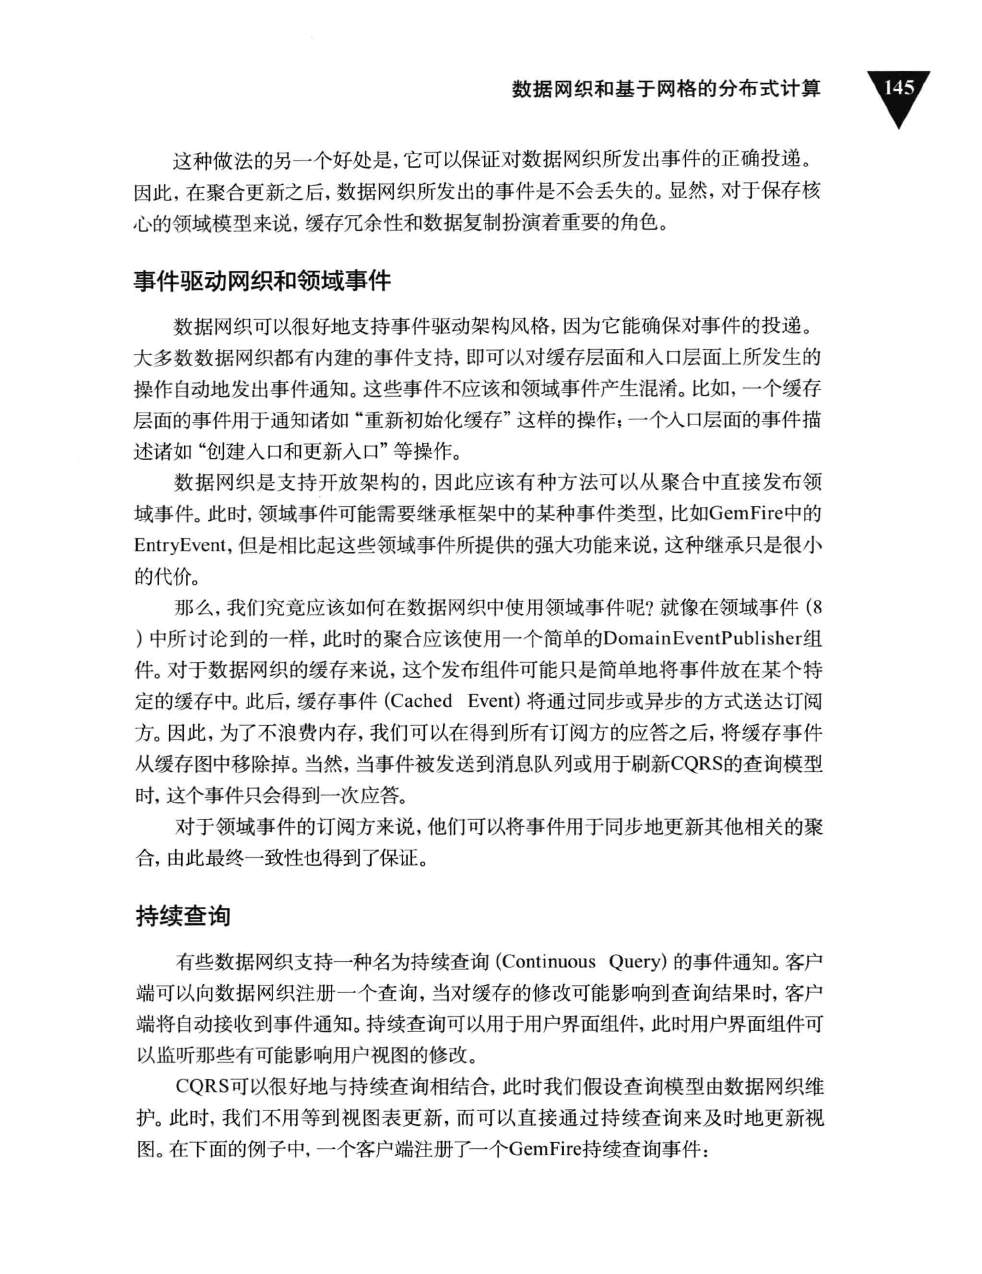 数据网织和基于网格的分布式计算
145
这种做法的另一个好处是，它可以保证对数据网织所发出事件的正确投递。
因此，在聚合更新之后，数据网织所发出的事件是不会丢失的。显然，对于保存核
心的领域模型来说，缓存冗余性和数据复制扮演着重要的角色。
事件驱动网织和领域事件
数据网织可以很好地支持事件驱动架构风格，因为它能确保对事件的投递。
大多数数据网织都有内建的事件支持，即可以对缓存层面和入口层面上所发生的
操作自动地发出事件通知。这些事件不应该和领域事件产生混淆。比如，一个缓存
层面的事件用于通知诸如“重新初始化缓存”这样的操作；一个入口层面的事件描
述诸如“创建入口和更新入口”等操作。
数据网织是支持开放架构的，因此应该有种方法可以从聚合中直接发布领
域事件。此时，领域事件可能需要继承框架中的某种事件类型，比如GemFire中的
EntryEvent，但是相比起这些领域事件所提供的强大功能来说，这种继承只是很小
的代价。
那么，我们究竟应该如何在数据网织中使用领域事件呢？就像在领域事件（8
）中所讨论到的一样，此时的聚合应该使用一个简单的DomainEventPublisher组
件。对于数据网织的缓存来说，这个发布组件可能只是简单地将事件放在某个特
定的缓存中。此后，缓存事件（Cached Event）将通过同步或异步的方式送达订阅
方。因此，为了不浪费内存，我们可以在得到所有订阅方的应答之后，将缓存事件
从缓存图中移除掉。当然，当事件被发送到消息队列或用于刷新CQRS的查询模型
时，这个事件只会得到一次应答。
对于领域事件的订阅方来说，他们可以将事件用于同步地更新其他相关的聚
合，由此最终一致性也得到了保证。
持续查询
有些数据网织支持一种名为持续查询（Continuous Query）的事件通知。客户
端可以向数据网织注册一个查询，当对缓存的修改可能影响到查询结果时，客户
端将自动接收到事件通知。持续查询可以用于用户界面组件，此时用户界面组件可
以监听那些有可能影响用户视图的修改。
CQRS可以很好地与持续查询相结合，此时我们假设查询模型由数据网织维
护。此时，我们不用等到视图表更新，而可以直接通过持续查询来及时地更新视
图。在下面的例子中，一个客户端注册了一个GemFire持续查询事件：